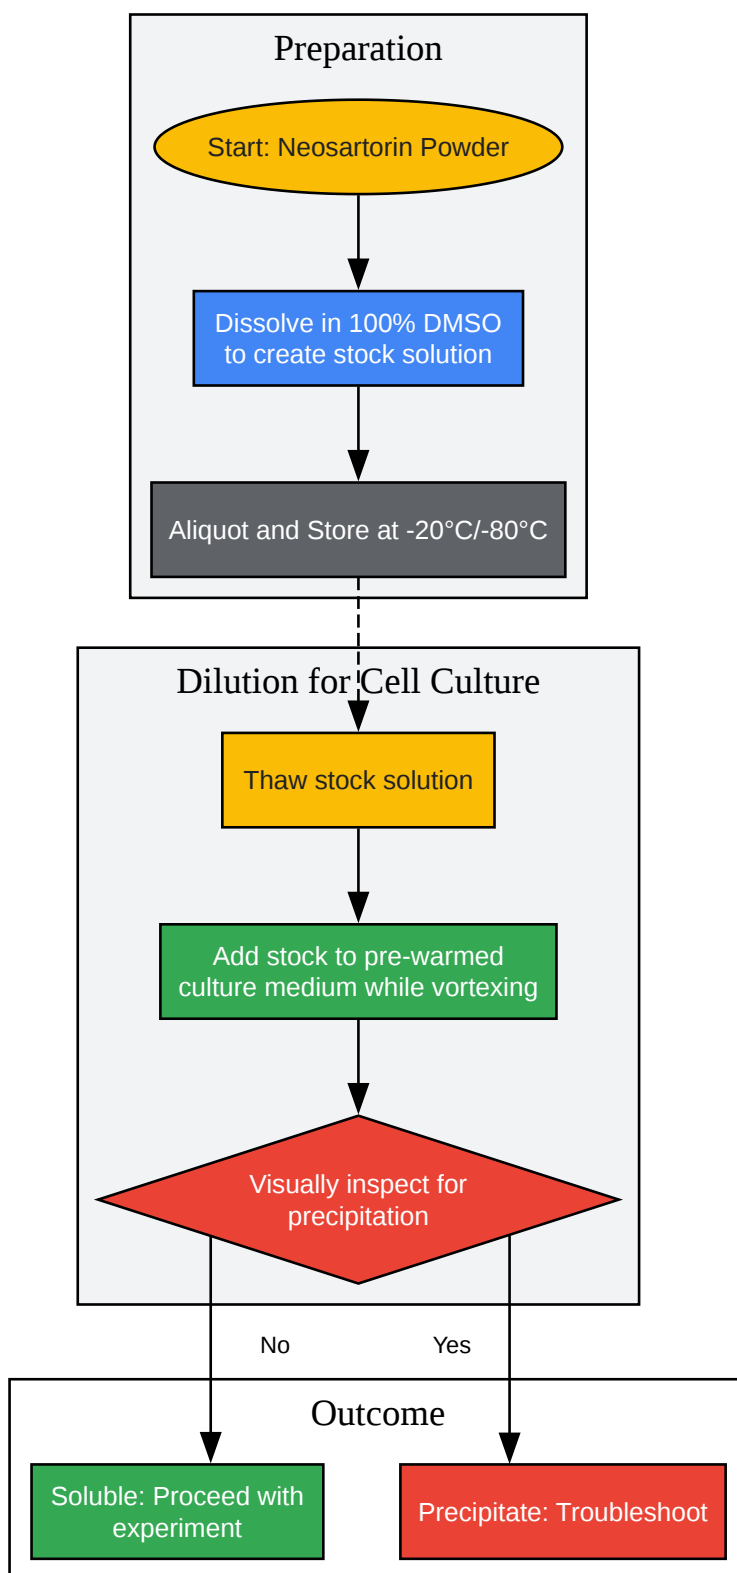 Preparation
Start: Neosartorin Powder
Dissolve in 100% DMSO
to create stock solution
Aliquot and Store at -20°C/-80°C
Dilution for Cell Culture
Thaw stock solution
Add stock to pre-warmed
culture medium while vortexing
Visually inspect for
precipitation
No
Yes
Outcome
Soluble: Proceed with
experiment
Precipitate: Troubleshoot